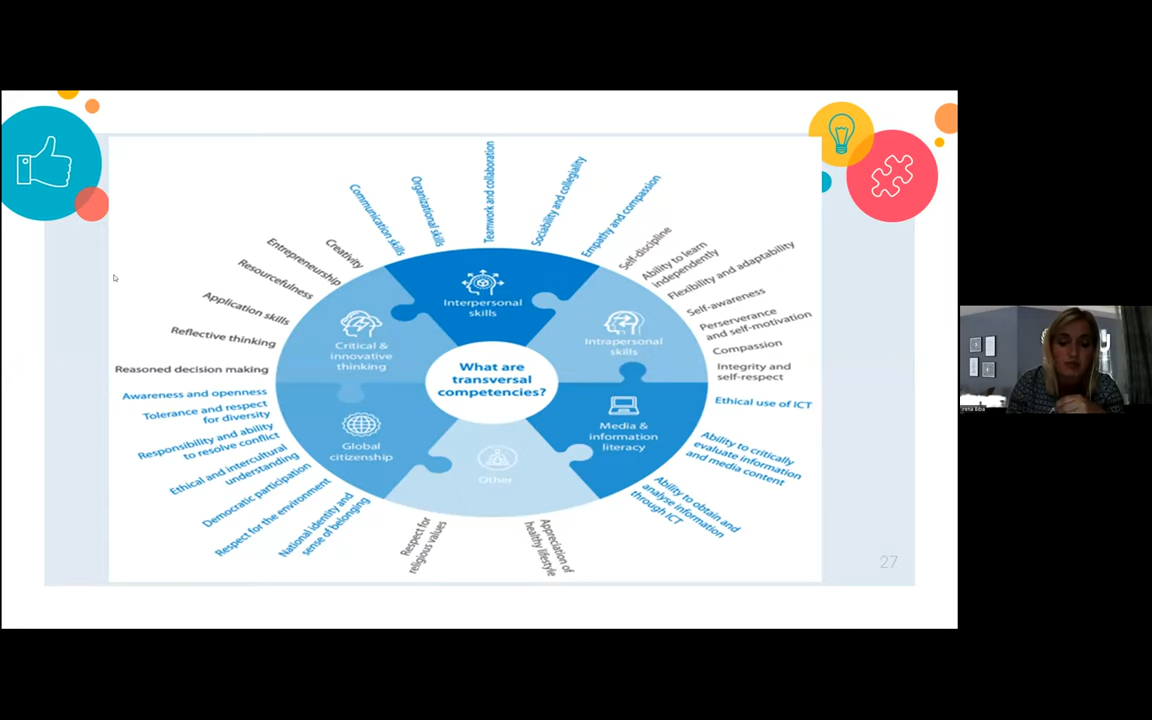 What are
transversal
competencies?
Interpersonal
skills
Communication skills
Organizational skills
Teamwork and collaboration
Sociability and collegiality
Empathy and compassion
Intrapersonal
skills
Self-discipline
Ability to learn
independently
Flexibility and adaptability
Self-awareness
Perserverance
and self-motivation
Compassion
Integrity and
self-respect
Media &
information
literacy
Ethical use of ICT
Ability to critically
evaluate information
and media content
Ability to obtain and
analyse information
through ICT
Other
Appreciation of
healthy lifestyle
Respect for
religious values
Global
citizenship
Awareness and openness
Tolerance and respect
for diversity
Responsibility and ability
to resolve conflict
Ethical and intercultural
understanding
Democratic participation
Respect for the environment
National identity and
sense of belonging
Critical &
innovative
thinking
Creativity
Entrepreneurship
Resourcefulness
Application skills
Reflective thinking
Reasoned decision making
27